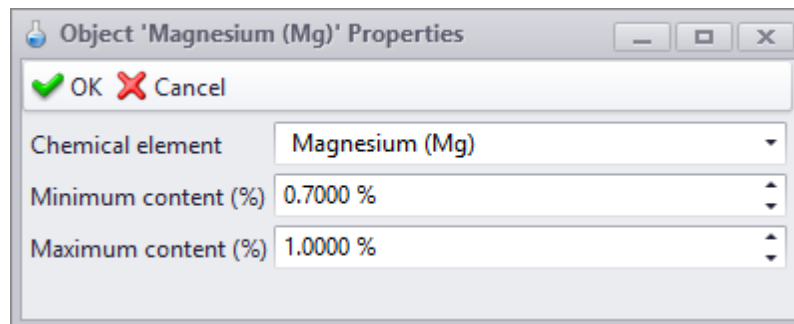 Object 'Magnesium (Mg)' Properties
OK Cancel
Chemical element Magnesium (Mg)
Minimum content (%) 0.7000 %
Maximum content (%) 1.0000 %